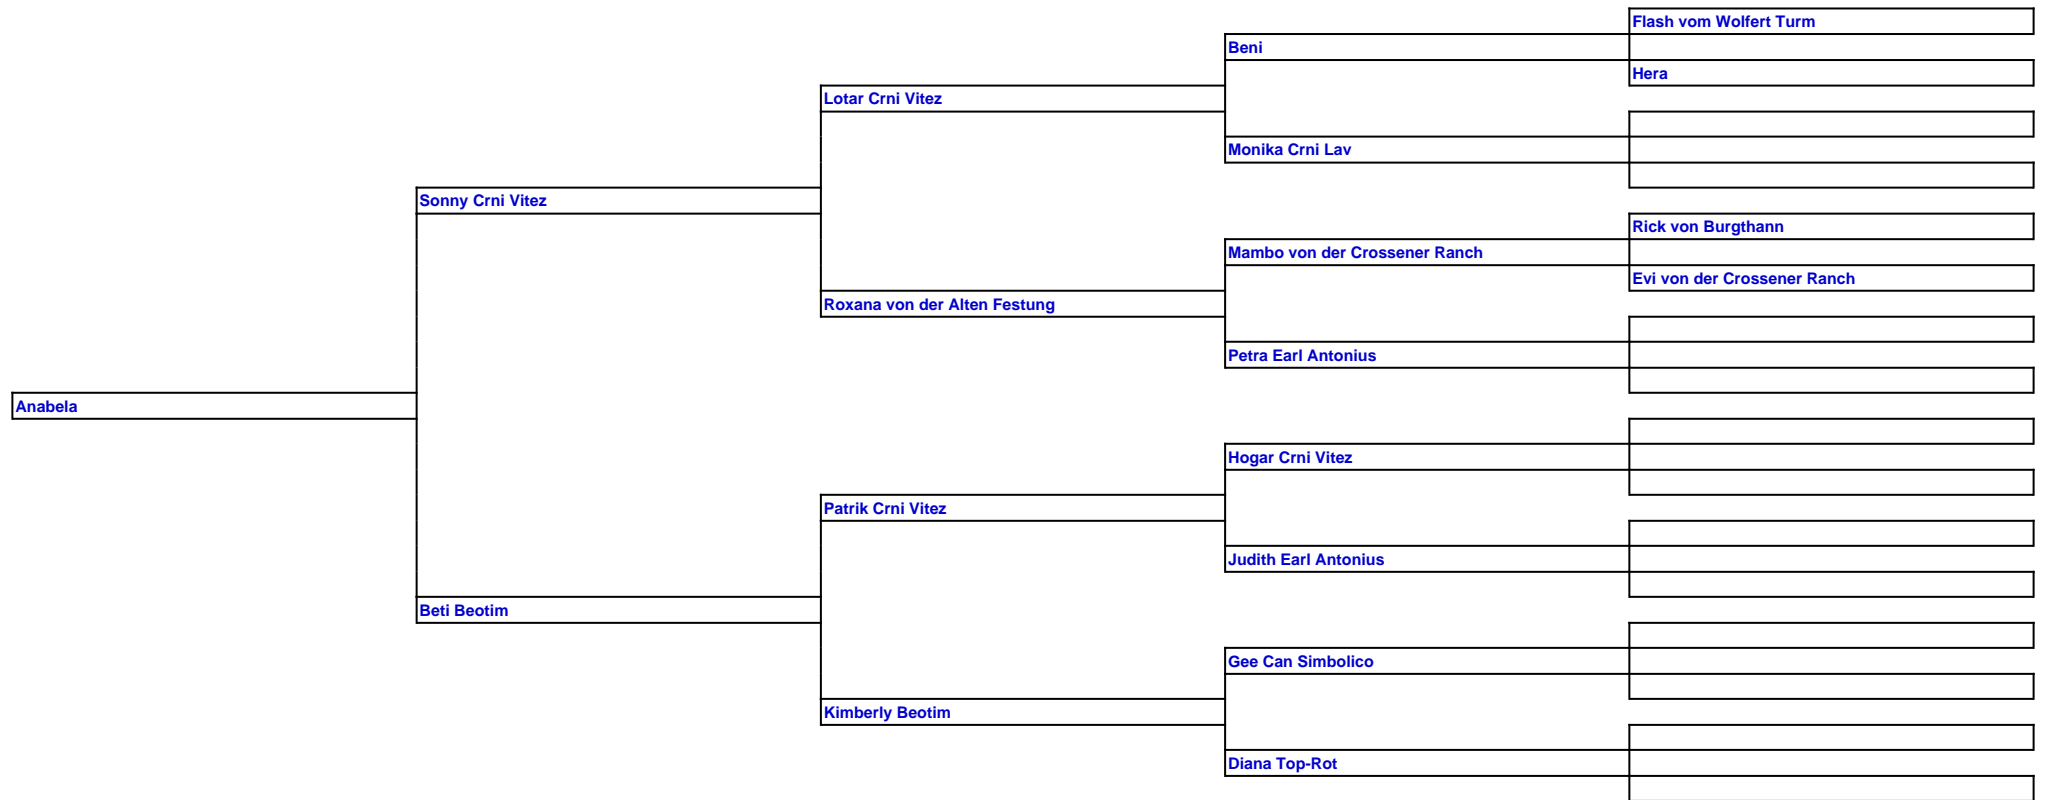 Flash vom Wolfert Turm
Beni
Hera
Lotar Crni Vitez
Monika Crni Lav
Sonny Crni Vitez
Rick von Burgthann
Mambo von der Crossener Ranch
Evi von der Crossener Ranch
Roxana von der Alten Festung
Petra Earl Antonius
Anabela
Hogar Crni Vitez
Patrik Crni Vitez
Judith Earl Antonius
Beti Beotim
Gee Can Simbolico
Kimberly Beotim
Diana Top-Rot